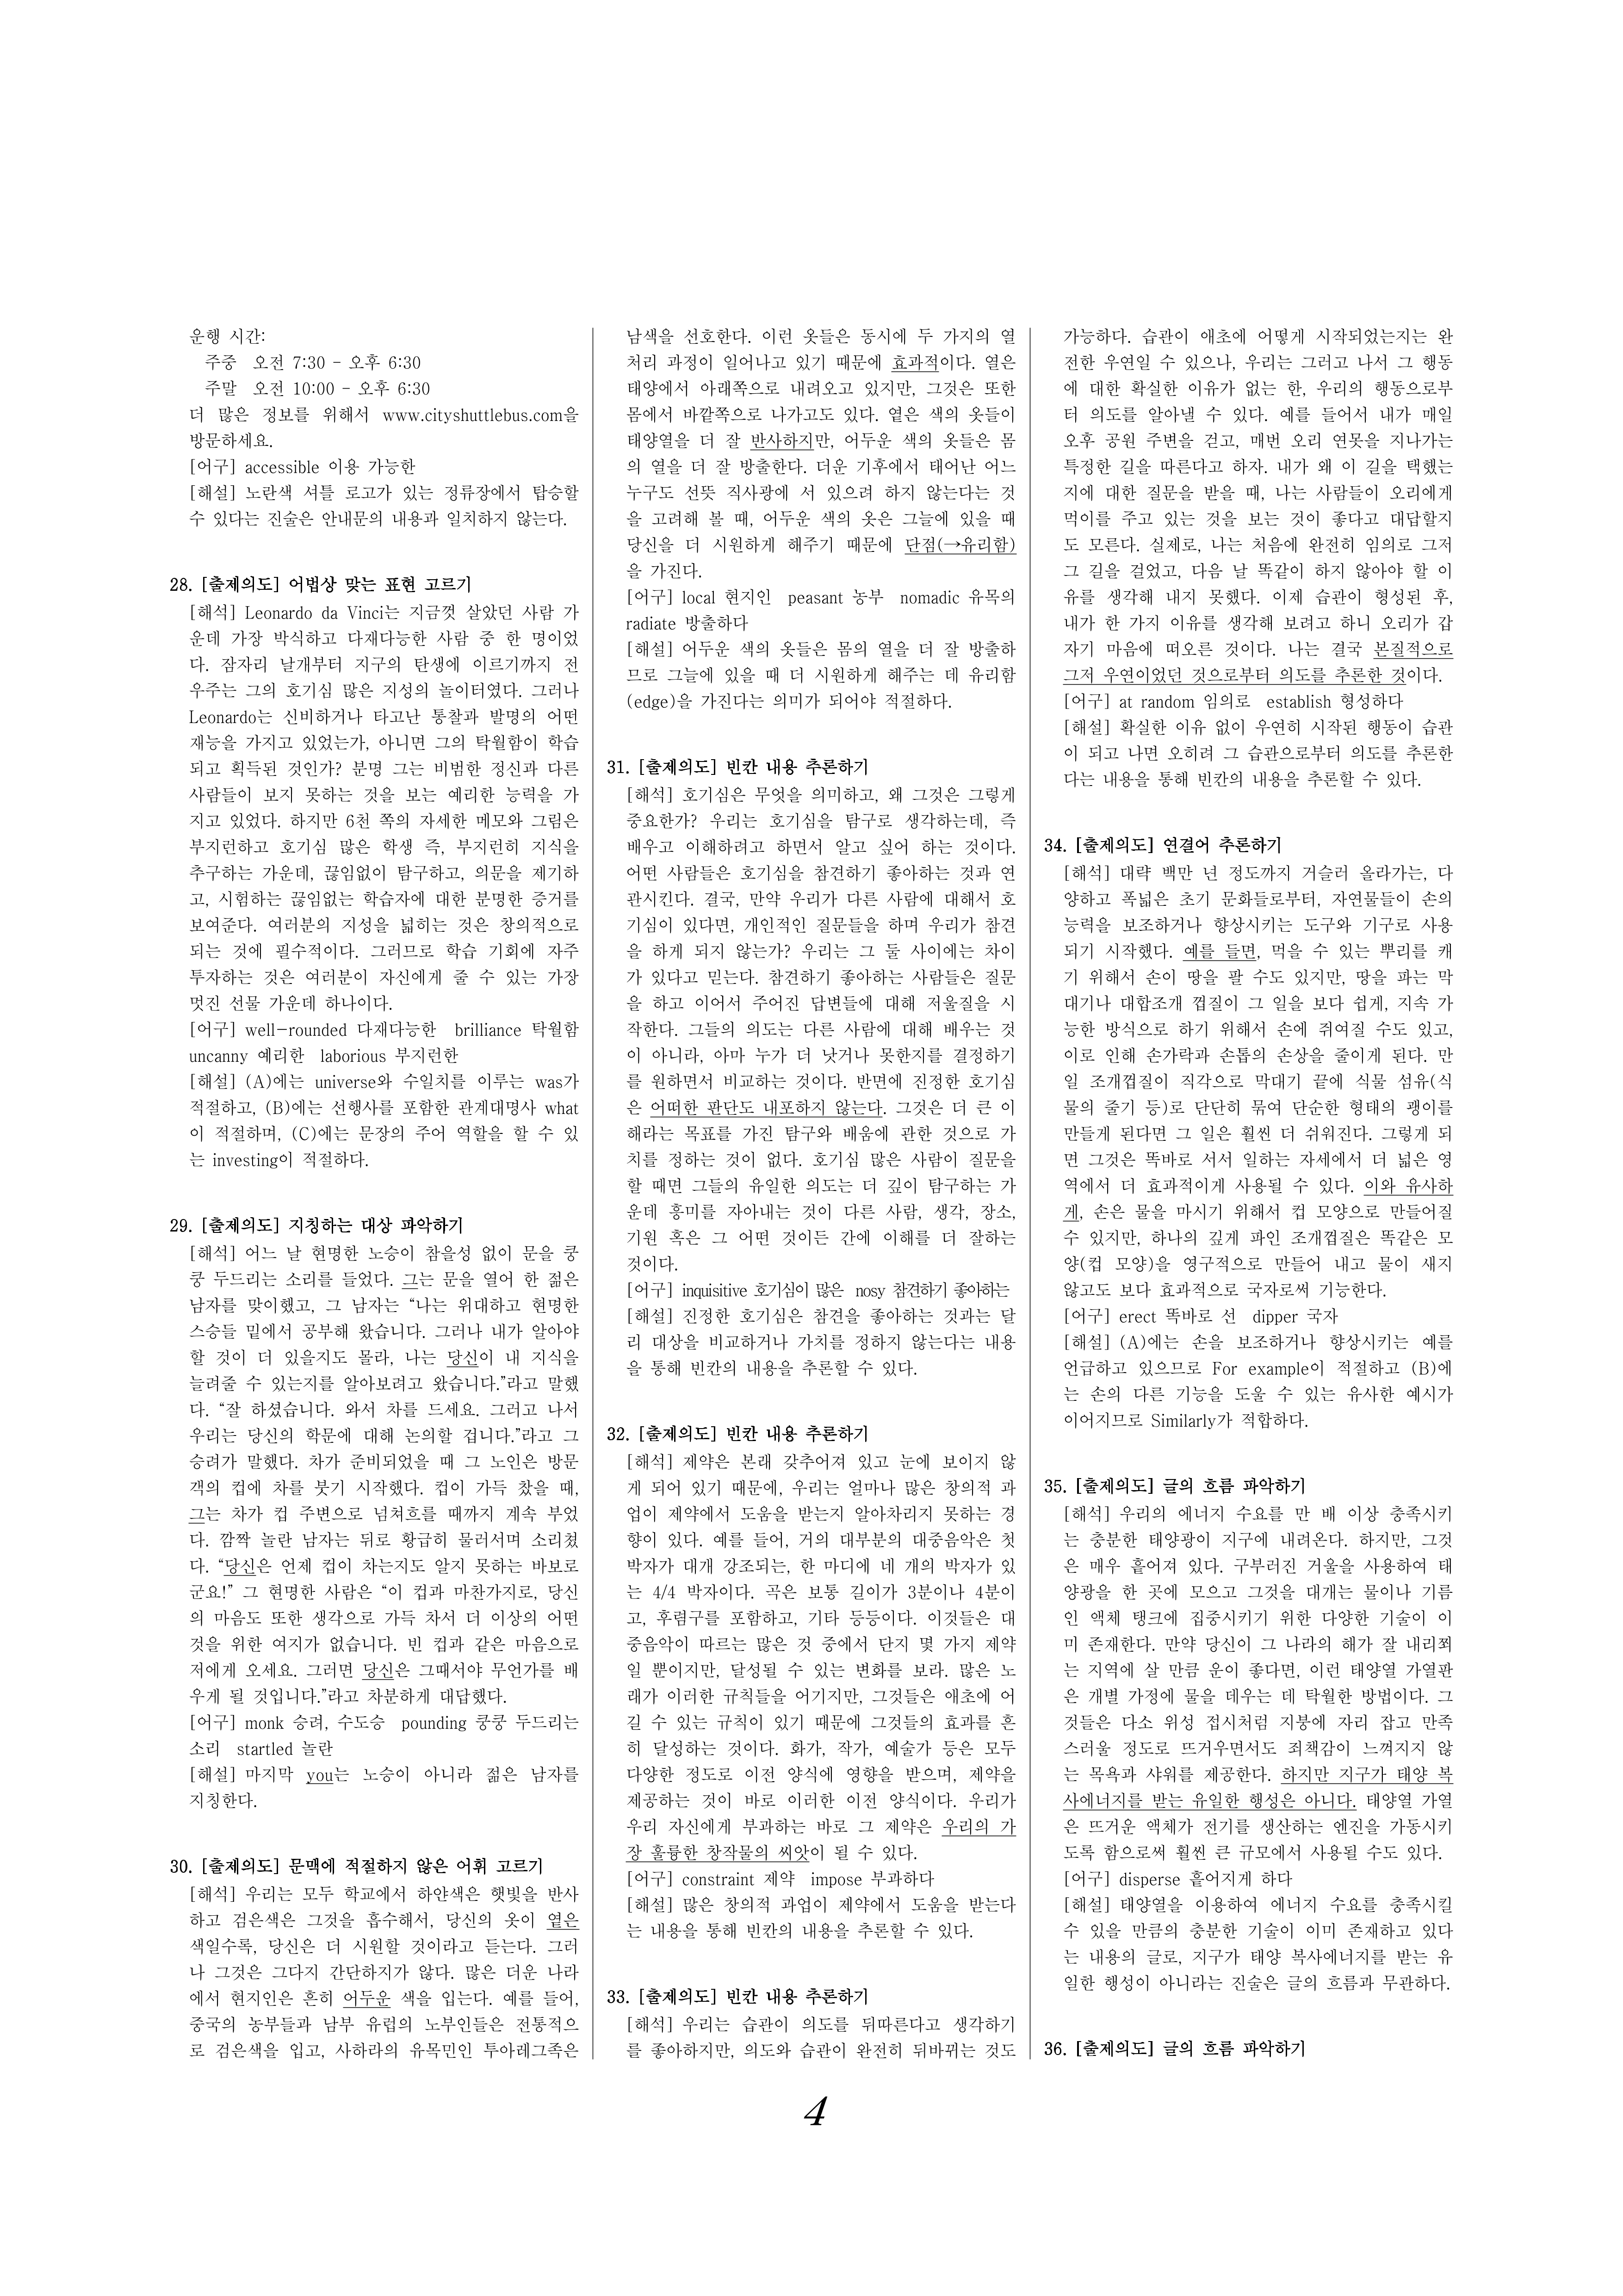 운행 시간:
주중 오전 7:30 - 오후 6:30
주말 오전 10:00 - 오후 6:30
더 많은 정보를 위해서 www.cityshuttlebus.com을
방문하세요.
[어구] accessible 이용 가능한
[해설] 노란색 셔틀 로고가 있는 정류장에서 탑승할
수 있다는 진술은 안내문의 내용과 일치하지 않는다.
28. [출제의도] 어법상 맞는 표현 고르기
[해석] Leonardo da Vinci는 지금껏 살았던 사람 가
운데 가장 박식하고 다재다능한 사람 중 한 명이었
다. 잠자리 날개부터 지구의 탄생에 이르기까지 전
우주는 그의 호기심 많은 지성의 놀이터였다. 그러나
Leonardo는 신비하거나 타고난 통찰과 발명의 어떤
재능을 가지고 있었는가, 아니면 그의 탁월함이 학습
되고 획득된 것인가? 분명 그는 비범한 정신과 다른
사람들이 보지 못하는 것을 보는 예리한 능력을 가
지고 있었다. 하지만 6천 쪽의 자세한 메모와 그림은
부지런하고 호기심 많은 학생 즉, 부지런히 지식을
추구하는 가운데, 끊임없이 탐구하고, 의문을 제기하
고, 시험하는 끊임없는 학습자에 대한 분명한 증거를
보여준다. 여러분의 지성을 넓히는 것은 창의적으로
되는 것에 필수적이다. 그러므로 학습 기회에 자주
투자하는 것은 여러분이 자신에게 줄 수 있는 가장
멋진 선물 가운데 하나이다.
[어구] well-rounded 다재다능한 brilliance 탁월함
uncanny 예리한 laborious 부지런한
[해설] (A)에는 universe와 수일치를 이루는 was가
적절하고, (B)에는 선행사를 포함한 관계대명사 what
이 적절하며, (C)에는 문장의 주어 역할을 할 수 있
는 investing이 적절하다.
29. [출제의도] 지칭하는 대상 파악하기
[해석] 어느 날 현명한 노승이 참을성 없이 문을 쿵
쿵 두드리는 소리를 들었다. 그는 문을 열어 한 젊은
남자를 맞이했고, 그 남자는 “나는 위대하고 현명한
스승들 밑에서 공부해 왔습니다. 그러나 내가 알아야
할 것이 더 있을지도 몰라, 나는 당신이 내 지식을
늘려줄 수 있는지를 알아보려고 왔습니다.”라고 말했
다. “잘 하셨습니다. 와서 차를 드세요. 그러고 나서
우리는 당신의 학문에 대해 논의할 겁니다.”라고 그
승려가 말했다. 차가 준비되었을 때 그 노인은 방문
객의 컵에 차를 붓기 시작했다. 컵이 가득 찼을 때,
그는 차가 컵 주변으로 넘쳐흐를 때까지 계속 부었
다. 깜짝 놀란 남자는 뒤로 황급히 물러서며 소리쳤
다. “당신은 언제 컵이 차는지도 알지 못하는 바보로
군요!” 그 현명한 사람은 “이 컵과 마찬가지로, 당신
의 마음도 또한 생각으로 가득 차서 더 이상의 어떤
것을 위한 여지가 없습니다. 빈 컵과 같은 마음으로
저에게 오세요. 그러면 당신은 그때서야 무언가를 배
우게 될 것입니다.”라고 차분하게 대답했다.
[어구] monk 승려, 수도승 pounding 쿵쿵 두드리는
소리 startled 놀란
[해설] 마지막 you는 노승이 아니라 젊은 남자를
지칭한다.
30. [출제의도] 문맥에 적절하지 않은 어휘 고르기
[해석] 우리는 모두 학교에서 하얀색은 햇빛을 반사
하고 검은색은 그것을 흡수해서, 당신의 옷이 옅은
색일수록, 당신은 더 시원할 것이라고 듣는다. 그러
나 그것은 그다지 간단하지가 않다. 많은 더운 나라
에서 현지인은 흔히 어두운 색을 입는다. 예를 들어,
중국의 농부들과 남부 유럽의 노부인들은 전통적으
로 검은색을 입고, 사하라의 유목민인 투아레그족은
남색을 선호한다. 이런 옷들은 동시에 두 가지의 열
처리 과정이 일어나고 있기 때문에 효과적이다. 열은
태양에서 아래쪽으로 내려오고 있지만, 그것은 또한
몸에서 바깥쪽으로 나가고도 있다. 옅은 색의 옷들이
태양열을 더 잘 반사하지만, 어두운 색의 옷들은 몸
의 열을 더 잘 방출한다. 더운 기후에서 태어난 어느
누구도 선뜻 직사광에 서 있으려 하지 않는다는 것
을 고려해 볼 때, 어두운 색의 옷은 그늘에 있을 때
당신을 더 시원하게 해주기 때문에 단점(→유리함)
을 가진다.
[어구] local 현지인 peasant 농부 nomadic 유목의
radiate 방출하다
[해설] 어두운 색의 옷들은 몸의 열을 더 잘 방출하
므로 그늘에 있을 때 더 시원하게 해주는 데 유리함
(edge)을 가진다는 의미가 되어야 적절하다.
31. [출제의도] 빈칸 내용 추론하기
[해석] 호기심은 무엇을 의미하고, 왜 그것은 그렇게
중요한가? 우리는 호기심을 탐구로 생각하는데, 즉
배우고 이해하려고 하면서 알고 싶어 하는 것이다.
어떤 사람들은 호기심을 참견하기 좋아하는 것과 연
관시킨다. 결국, 만약 우리가 다른 사람에 대해서 호
기심이 있다면, 개인적인 질문들을 하며 우리가 참견
을 하게 되지 않는가? 우리는 그 둘 사이에는 차이
가 있다고 믿는다. 참견하기 좋아하는 사람들은 질문
을 하고 이어서 주어진 답변들에 대해 저울질을 시
작한다. 그들의 의도는 다른 사람에 대해 배우는 것
이 아니라, 아마 누가 더 낫거나 못한지를 결정하기
를 원하면서 비교하는 것이다. 반면에 진정한 호기심
은 어떠한 판단도 내포하지 않는다. 그것은 더 큰 이
해라는 목표를 가진 탐구와 배움에 관한 것으로 가
치를 정하는 것이 없다. 호기심 많은 사람이 질문을
할 때면 그들의 유일한 의도는 더 깊이 탐구하는 가
운데 흥미를 자아내는 것이 다른 사람, 생각, 장소,
기원 혹은 그 어떤 것이든 간에 이해를 더 잘하는
것이다.
[어구] inquisitive 호기심이 많은 nosy 참견하기 좋아하는
[해설] 진정한 호기심은 참견을 좋아하는 것과는 달
리 대상을 비교하거나 가치를 정하지 않는다는 내용
을 통해 빈칸의 내용을 추론할 수 있다.
32. [출제의도] 빈칸 내용 추론하기
[해석] 제약은 본래 갖추어져 있고 눈에 보이지 않
게 되어 있기 때문에, 우리는 얼마나 많은 창의적 과
업이 제약에서 도움을 받는지 알아차리지 못하는 경
향이 있다. 예를 들어, 거의 대부분의 대중음악은 첫
박자가 대개 강조되는, 한 마디에 네 개의 박자가 있
는 4/4 박자이다. 곡은 보통 길이가 3분이나 4분이
고, 후렴구를 포함하고, 기타 등등이다. 이것들은 대
중음악이 따르는 많은 것 중에서 단지 몇 가지 제약
일 뿐이지만, 달성될 수 있는 변화를 보라. 많은 노
래가 이러한 규칙들을 어기지만, 그것들은 애초에 어
길 수 있는 규칙이 있기 때문에 그것들의 효과를 흔
히 달성하는 것이다. 화가, 작가, 예술가 등은 모두
다양한 정도로 이전 양식에 영향을 받으며, 제약을
제공하는 것이 바로 이러한 이전 양식이다. 우리가
우리 자신에게 부과하는 바로 그 제약은 우리의 가
장 훌륭한 창작물의 씨앗이 될 수 있다.
[어구] constraint 제약 impose 부과하다
[해설] 많은 창의적 과업이 제약에서 도움을 받는다
는 내용을 통해 빈칸의 내용을 추론할 수 있다.
33. [출제의도] 빈칸 내용 추론하기
[해석] 우리는 습관이 의도를 뒤따른다고 생각하기
를 좋아하지만, 의도와 습관이 완전히 뒤바뀌는 것도
가능하다. 습관이 애초에 어떻게 시작되었는지는 완
전한 우연일 수 있으나, 우리는 그러고 나서 그 행동
에 대한 확실한 이유가 없는 한, 우리의 행동으로부
터 의도를 알아낼 수 있다. 예를 들어서 내가 매일
오후 공원 주변을 걷고, 매번 오리 연못을 지나가는
특정한 길을 따른다고 하자. 내가 왜 이 길을 택했는
지에 대한 질문을 받을 때, 나는 사람들이 오리에게
먹이를 주고 있는 것을 보는 것이 좋다고 대답할지
도 모른다. 실제로, 나는 처음에 완전히 임의로 그저
그 길을 걸었고, 다음 날 똑같이 하지 않아야 할 이
유를 생각해 내지 못했다. 이제 습관이 형성된 후,
내가 한 가지 이유를 생각해 보려고 하니 오리가 갑
자기 마음에 떠오른 것이다. 나는 결국 본질적으로
그저 우연이었던 것으로부터 의도를 추론한 것이다.
[어구] at random 임의로 establish 형성하다
[해설] 확실한 이유 없이 우연히 시작된 행동이 습관
이 되고 나면 오히려 그 습관으로부터 의도를 추론한
다는 내용을 통해 빈칸의 내용을 추론할 수 있다.
34. [출제의도] 연결어 추론하기
[해석] 대략 백만 년 정도까지 거슬러 올라가는, 다
양하고 폭넓은 초기 문화들로부터, 자연물들이 손의
능력을 보조하거나 향상시키는 도구와 기구로 사용
되기 시작했다. 예를 들면, 먹을 수 있는 뿌리를 캐
기 위해서 손이 땅을 팔 수도 있지만, 땅을 파는 막
대기나 대합조개 껍질이 그 일을 보다 쉽게, 지속 가
능한 방식으로 하기 위해서 손에 쥐여질 수도 있고,
이로 인해 손가락과 손톱의 손상을 줄이게 된다. 만
일 조개껍질이 직각으로 막대기 끝에 식물 섬유(식
물의 줄기 등)로 단단히 묶여 단순한 형태의 괭이를
만들게 된다면 그 일은 훨씬 더 쉬워진다. 그렇게 되
면 그것은 똑바로 서서 일하는 자세에서 더 넓은 영
역에서 더 효과적이게 사용될 수 있다. 이와 유사하
게, 손은 물을 마시기 위해서 컵 모양으로 만들어질
수 있지만, 하나의 깊게 파인 조개껍질은 똑같은 모
양(컵 모양)을 영구적으로 만들어 내고 물이 새지
않고도 보다 효과적으로 국자로써 기능한다.
[어구] erect 똑바로 선 dipper 국자
[해설] (A)에는 손을 보조하거나 향상시키는 예를
언급하고 있으므로 For example이 적절하고 (B)에
는 손의 다른 기능을 도울 수 있는 유사한 예시가
이어지므로 Similarly가 적합하다.
35. [출제의도] 글의 흐름 파악하기
[해석] 우리의 에너지 수요를 만 배 이상 충족시키
는 충분한 태양광이 지구에 내려온다. 하지만, 그것
은 매우 흩어져 있다. 구부러진 거울을 사용하여 태
양광을 한 곳에 모으고 그것을 대개는 물이나 기름
인 액체 탱크에 집중시키기 위한 다양한 기술이 이
미 존재한다. 만약 당신이 그 나라의 해가 잘 내리쬐
는 지역에 살 만큼 운이 좋다면, 이런 태양열 가열판
은 개별 가정에 물을 데우는 데 탁월한 방법이다. 그
것들은 다소 위성 접시처럼 지붕에 자리 잡고 만족
스러울 정도로 뜨거우면서도 죄책감이 느껴지지 않
는 목욕과 샤워를 제공한다. 하지만 지구가 태양 복
사에너지를 받는 유일한 행성은 아니다. 태양열 가열
은 뜨거운 액체가 전기를 생산하는 엔진을 가동시키
도록 함으로써 훨씬 큰 규모에서 사용될 수도 있다.
[어구] disperse 흩어지게 하다
[해설] 태양열을 이용하여 에너지 수요를 충족시킬
수 있을 만큼의 충분한 기술이 이미 존재하고 있다
는 내용의 글로, 지구가 태양 복사에너지를 받는 유
일한 행성이 아니라는 진술은 글의 흐름과 무관하다.
36. [출제의도] 글의 흐름 파악하기
4